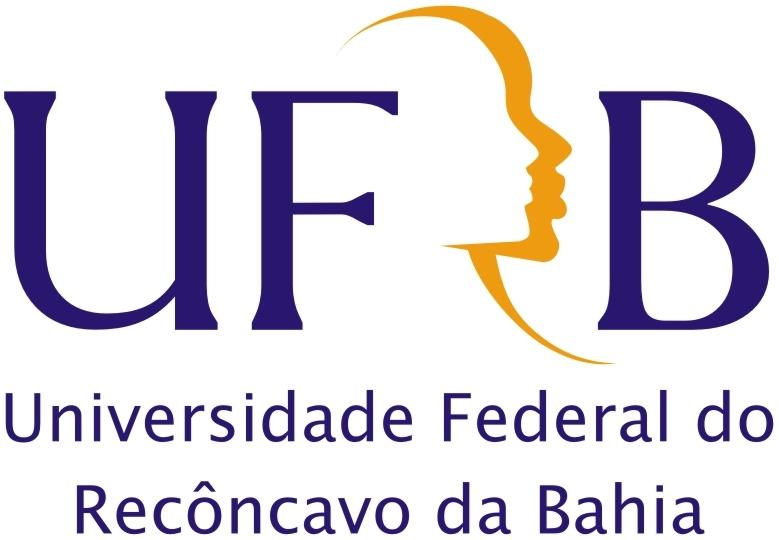 UFRB
Universidade Federal do
Recôncavo da Bahia